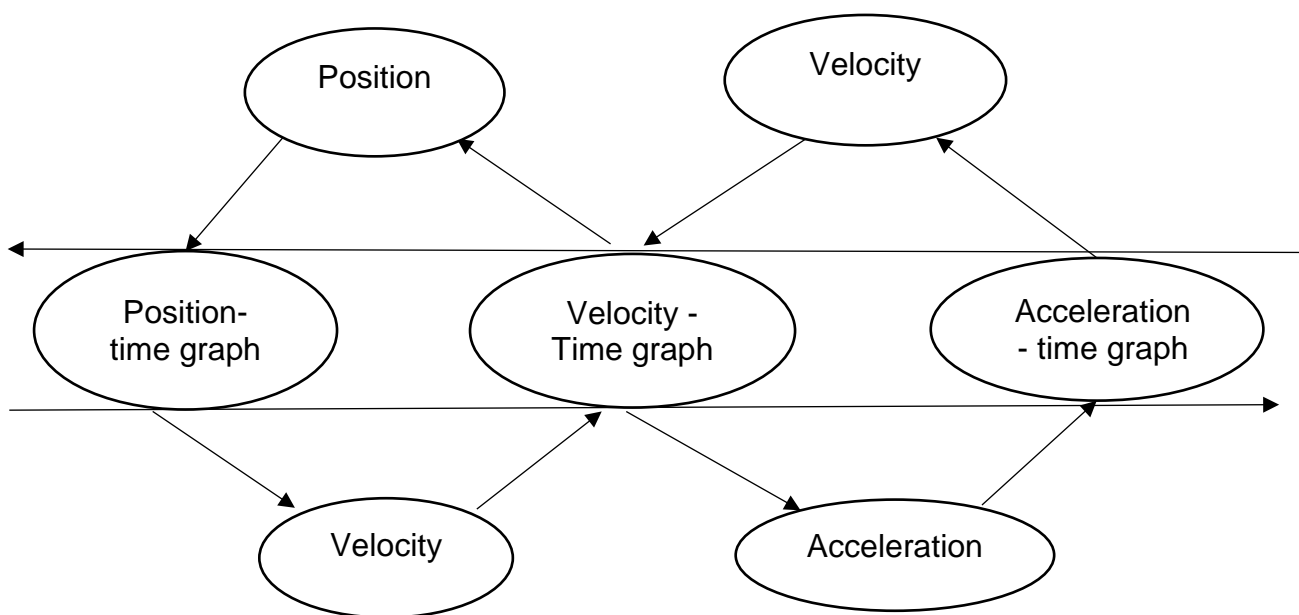 Position
Velocity
Position-
time graph
Velocity -
Time graph
Acceleration
- time graph
Velocity
Acceleration